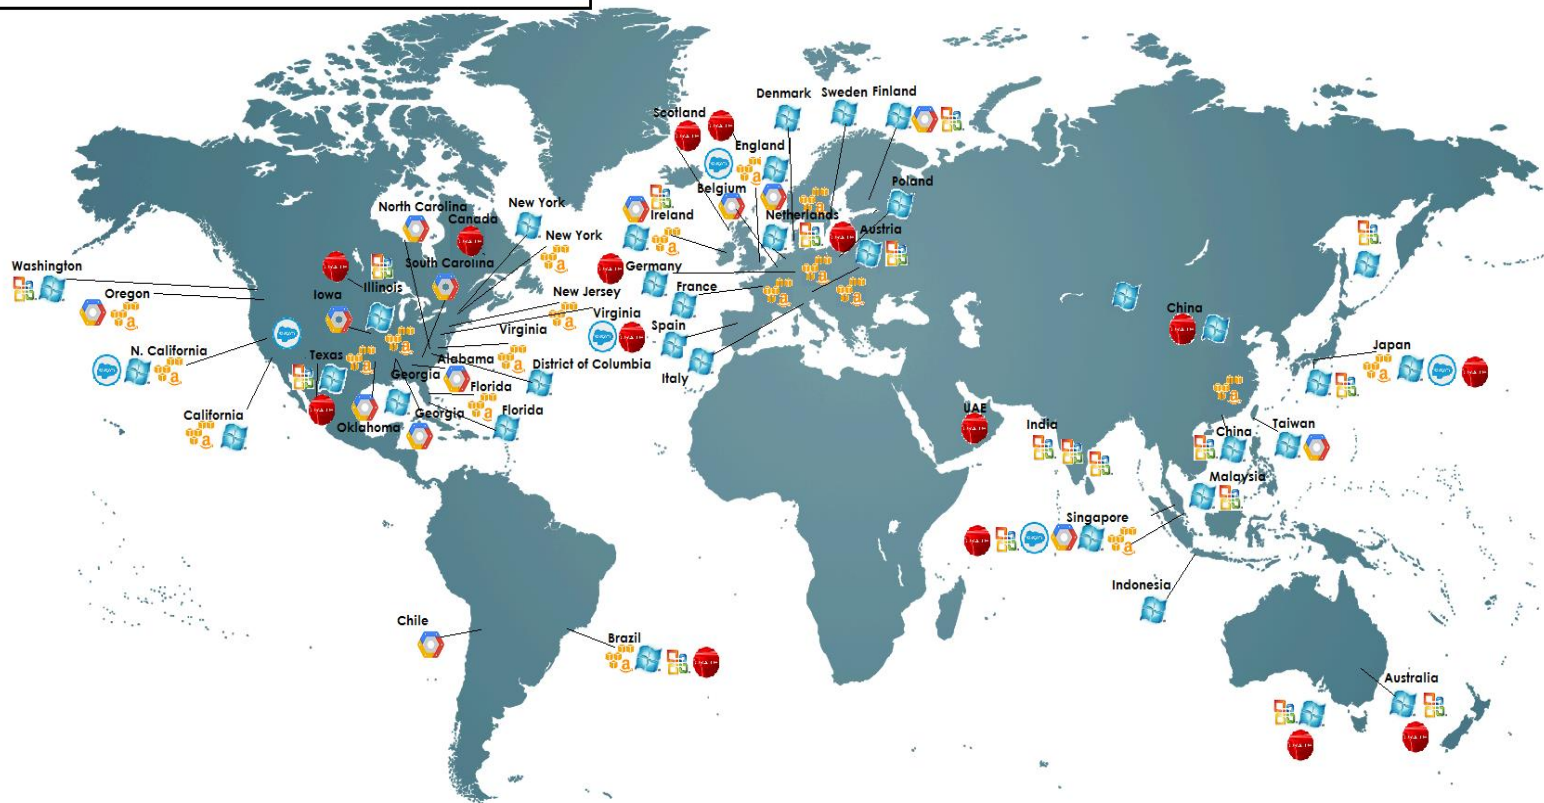 Denmark
Sweden
Finland
Scotland
England
Belgium
Poland
New York
North Carolina
Canada
Ireland
Netherlands
Austria
New York
South Carolina
Washington
Germany
Illinois
Oregon
Iowa
New Jersey
France
Virginia
China
Spain
Virginia
N. California
Texas
Alabama
District of Columbia
Japan
Georgia
Italy
Florida
California
Georgia
Florida
UAE
Oklahoma
India
Taiwan
China
Malaysia
Singapore
Indonesia
Chile
Brazil
Australia